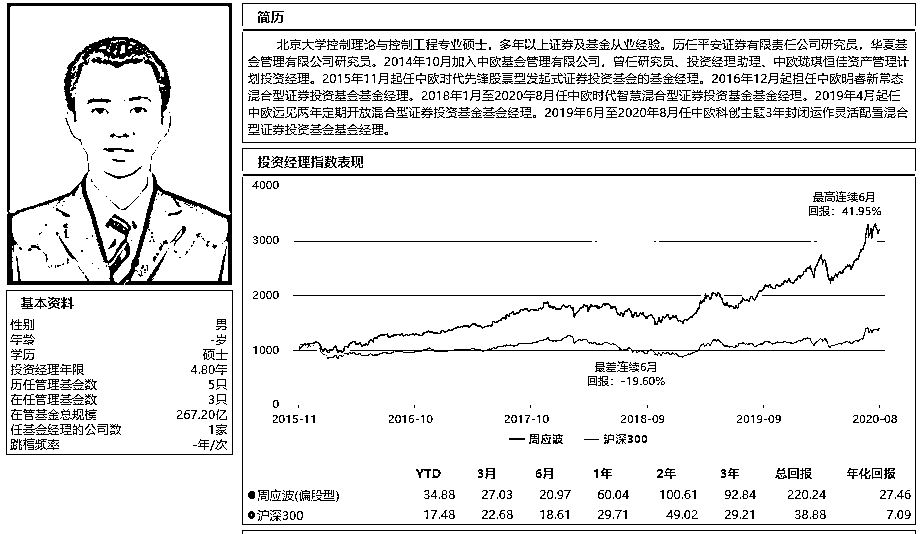 简历
北京大学控制理论与控制工程专业硕士，多年以上证券及基金从业经验。历任平安证券有限责任公司研究员，华夏基
金管理有限公司研究员。2014年10月加入中欧基金管理有限公司，曾任研究员、投资经理助理、中欧珑琪恒佳资产管理计
划投资经理。2015年11月起任中欧时代先锋股票型发起式证券投资基金的基金经理。2016年12月起担任中欧明睿新常态
混合型证券投资基金基金经理。2018年1月至2020年8月任中欧时代智慧混合型证券投资基金基金经理。2019年4月起任
中欧远见两年定期开放混合型证券投资基金基金经理。2019年6月至2020年8月任中欧科创主题3年封闭运作灵活配置混合
型证券投资基金基金经理。
投资经理指数表现
4000
3000
2000
1000
0
最高连续6月
回报：41.95%
最差连续6月
回报：-19.60%
2015-11 2016-10 2017-10 2018-09 2019-09 2020-08
周应波 沪深300
YTD 3月 6月 1年 2年 3年 总回报 年化回报
周应波(偏股型) 34.88 27.03 20.97 60.04 100.61 92.84 220.24 27.46
沪深300 17.48 22.68 18.61 29.71 49.02 29.21 38.88 7.09
基本资料
性别 男
年龄 -岁
学历 硕士
投资经理年限 4.80年
历任管理基金数 5只
在任管理基金数 3只
在管基金总规模 267.20亿
任基金经理的公司数 1家
跳槽频率 -年/次